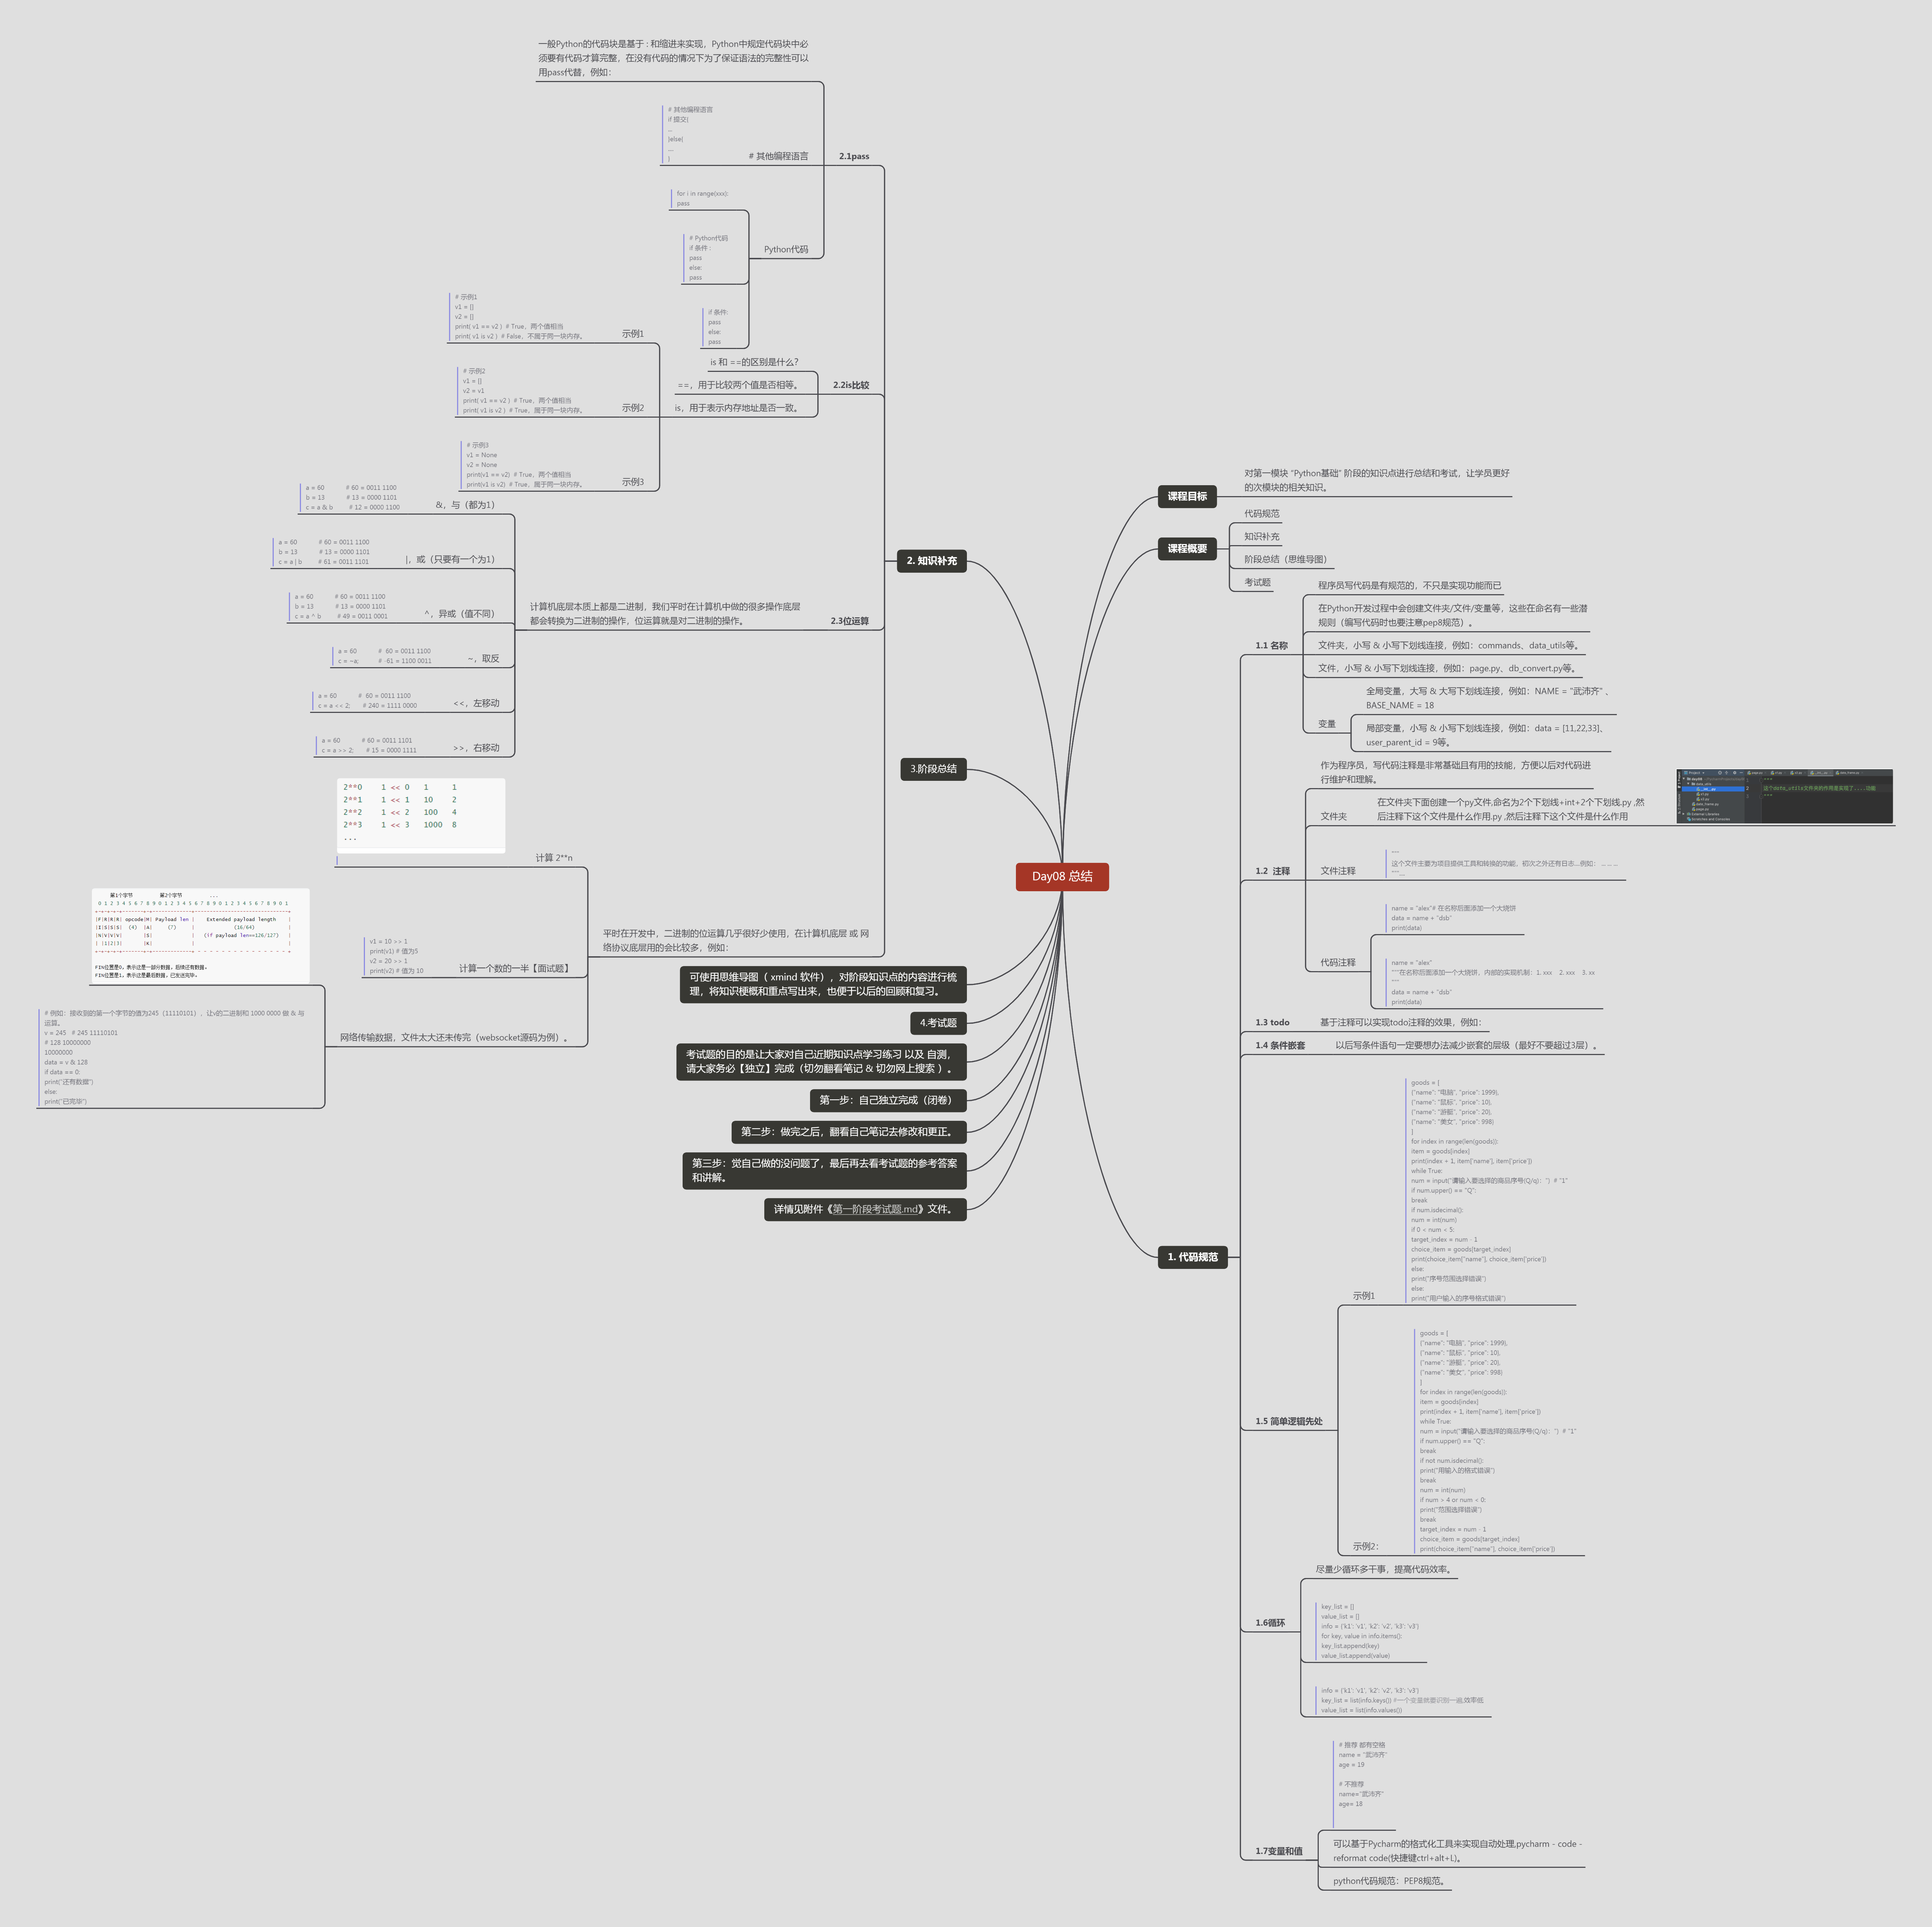 Day08 总结
课程目标
对第一模块 "Python基础" 阶段的知识点进行总结和考试，让学员更好
的次模块的相关知识。
课程概要
代码规范
知识补充
阶段总结（思维导图）
考试题
1. 代码规范
1.1 名称
程序员写代码是有规范的，不只是实现功能而已
在Python开发过程中会创建文件夹/文件/变量等，这些在命名有一些潜
规则（编写代码时也要注意pep8规范）。
文件夹，小写 & 小写下划线连接，例如：commands、data_utils等。
文件，小写 & 小写下划线连接，例如：page.py、db_convert.py等。
变量
全局变量，大写 & 大写下划线连接，例如：NAME = "武沛齐" 、
BASE_NAME = 18
局部变量，小写 & 小写下划线连接，例如：data = [11,22,33]、
user_parent_id = 9等。
1.2 注释
作为程序员，写代码注释是非常基础且有用的技能，方便以后对代码进
行维护和理解。
文件夹
在文件夹下面创建一个py文件,命名为2个下划线+int+2个下划线.py ,然
后注释下这个文件是什么作用.py ,然后注释下这个文件是什么作用
"""
这个data_utils文件夹的作用是实现了....功能
"""
文件注释
"""
这个文件主要为项目提供工具和转换的功能，初次之外还有日志...例如： ... ... ...
"""...
代码注释
name = "alex"# 在名称后面添加一个大烧饼
data = name + "dsb"
print(data)
name = "alex"
"""在名称后面添加一个大烧饼，内部的实现机制：1. xxx 2. xxx 3. xx
"""
data = name + "dsb"
print(data)
1.3 todo
基于注释可以实现todo注释的效果，例如：
1.4 条件嵌套
以后写条件语句一定要想办法减少嵌套的层级（最好不要超过3层）。
1.5 简单逻辑先处
示例1
goods = [
{"name": "电脑", "price": 1999},
{"name": "鼠标", "price": 10},
{"name": "游艇", "price": 20},
{"name": "美女", "price": 998}
]
for index in range(len(goods)):
item = goods[index]
print(index + 1, item['name'], item['price'])
while True:
num = input("请输入要选择的商品序号(Q/q)：") # "1"
if num.upper() == "Q":
break
if num.isdecimal():
num = int(num)
if 0 < num < 5:
target_index = num - 1
choice_item = goods[target_index]
print(choice_item["name"], choice_item['price'])
else:
print("序号范围选择错误")
else:
print("用户输入的序号格式错误")
示例2：
goods = [
{"name": "电脑", "price": 1999},
{"name": "鼠标", "price": 10},
{"name": "游艇", "price": 20},
{"name": "美女", "price": 998}
]
for index in range(len(goods)):
item = goods[index]
print(index + 1, item['name'], item['price'])
while True:
num = input("请输入要选择的商品序号(Q/q)：") # "1"
if num.upper() == "Q":
break
if not num.isdecimal()
print("用输入的格式错误")
break
num = int(num)
if num > 4 or num < 0:
print("范围选择错误")
break
target_index = num - 1
choice_item = goods[target_index]
print(choice_item["name"], choice_item['price'])
1.6循环
尽量少循环多干事，提高代码效率。
key_list = []
value_list = []
info = {'k1': 'v1', 'k2': 'v2', 'k3': 'v3'}
for key, value in info.items():
key_list.append(key)
value_list.append(value)
info = {'k1': 'v1', 'k2': 'v2', 'k3': 'v3'}
key_list = list(info.keys()) #一个变量就要识别一遍,效率低
value_list = list(info.values())
1.7变量和值
# 推荐 都有空格
name = "武沛齐"
age = 19
# 不推荐
name="武沛齐"
age= 18
可以基于Pycharm的格式化工具来实现自动处理,pycharm - code -
reformat code(快捷键ctrl+alt+L)。
python代码规范：PEP8规范。
2. 知识补充
2.1pass
一般Python的代码块是基于 : 和缩进来实现，Python中规定代码块中必
须要有代码才算完整，在没有代码的情况下为了保证语法的完整性可以
用pass代替，例如：
# 其他编程语言
# 其他编程语言
if 提交{
...
}else{
....
}
Python代码
for i in range(xxx):
pass
# Python代码
if 条件 :
pass
else:
pass
if 条件:
pass
else:
pass
2.2is比较
is 和 ==的区别是什么？
==，用于比较两个值是否相等。
is，用于表示内存地址是否一致。
示例1
# 示例1
v1 = []
v2 = []
print( v1 == v2 ) # True，两个值相当
print( v1 is v2 ) # False，不属于同一块内存。
示例2
# 示例2
v1 = []
v2 = v1
print( v1 == v2 ) # True，两个值相当
print( v1 is v2 ) # True，属于同一块内存。
示例3
# 示例3
v1 = None
v2 = None
print(v1 == v2) # True，两个值相当
print(v1 is v2) # True，属于同一块内存。
2.3位运算
计算机底层本质上都是二进制，我们平时在计算机中做的很多操作底层
都会转换为二进制的操作，位运算就是对二进制的操作。
&，与（都为1）
a = 60 # 60 = 0011 1100
b = 13 # 13 = 0000 1101
c = a & b # 12 = 0000 1100
|，或（只要有一个为1）
a = 60 # 60 = 0011 1100
b = 13 # 13 = 0000 1101
c = a | b # 61 = 0011 1101
^，异或（值不同）
a = 60 # 60 = 0011 1100
b = 13 # 13 = 0000 1101
c = a ^ b # 49 = 0011 0001
~，取反
a = 60 # 60 = 0011 1100
c = ~a; # -61 = 1100 0011
<<，左移动
a = 60 # 60 = 0011 1100
c = a << 2; # 240 = 1111 0000
>>，右移动
a = 60 # 60 = 0011 1101
c = a >> 2; # 15 = 0000 1111
平时在开发中，二进制的位运算几乎很好少使用，在计算机底层 或 网
络协议底层用的会比较多，例如：
计算 2**n
2**0 1 << 0 1 1
2**1 1 << 1 10 2
2**2 1 << 2 100 4
2**3 1 << 3 1000 8
...
计算一个数的一半【面试题】
v1 = 10 >> 1
print(v1) # 值为5
v2 = 20 >> 1
print(v2) # 值为 10
网络传输数据，文件太大还未传完（websocket源码为例）。
第1个字节 第2个字节 ...
0 1 2 3 4 5 6 7 8 9 0 1 2 3 4 5 6 7 8 9 0 1 2 3 4 5 6 7 8 9 0 1
|F|R|R|R| opcode|M| Payload len | Extended payload length |
|I|S|S|S| (4) |A| (7) | (16/64) |
|N|V|V|V| |S| | (if payload len==126/127) |
| |1|2|3| |K| | |
FIN位置是0，表示这是一部分数据，后续还有数据。
FIN位置是1，表示这是最后数据，已发送完毕。
# 例如：接收到的第一个字节的值为245（11110101），让v的二进制和 1000 0000 做 & 与
运算。
v = 245 # 245 11110101
# 128 10000000
10000000
data = v & 128
if data == 0:
print("还有数据")
else:
print("已完毕")
3.阶段总结
可使用思维导图（ xmind 软件），对阶段知识点的内容进行梳
理，将知识梗概和重点写出来，也便于以后的回顾和复习。
4.考试题
考试题的目的是让大家对自己近期知识点学习练习 以及 自测，
请大家务必【独立】完成（切勿翻看笔记 & 切勿网上搜索 ）。
第一步：自己独立完成（闭卷）
第二步：做完之后，翻看自己笔记去修改和更正。
第三步：觉自己做的没问题了，最后再去看考试题的参考答案
和讲解。
详情见附件《第一阶段考试题.md》文件。